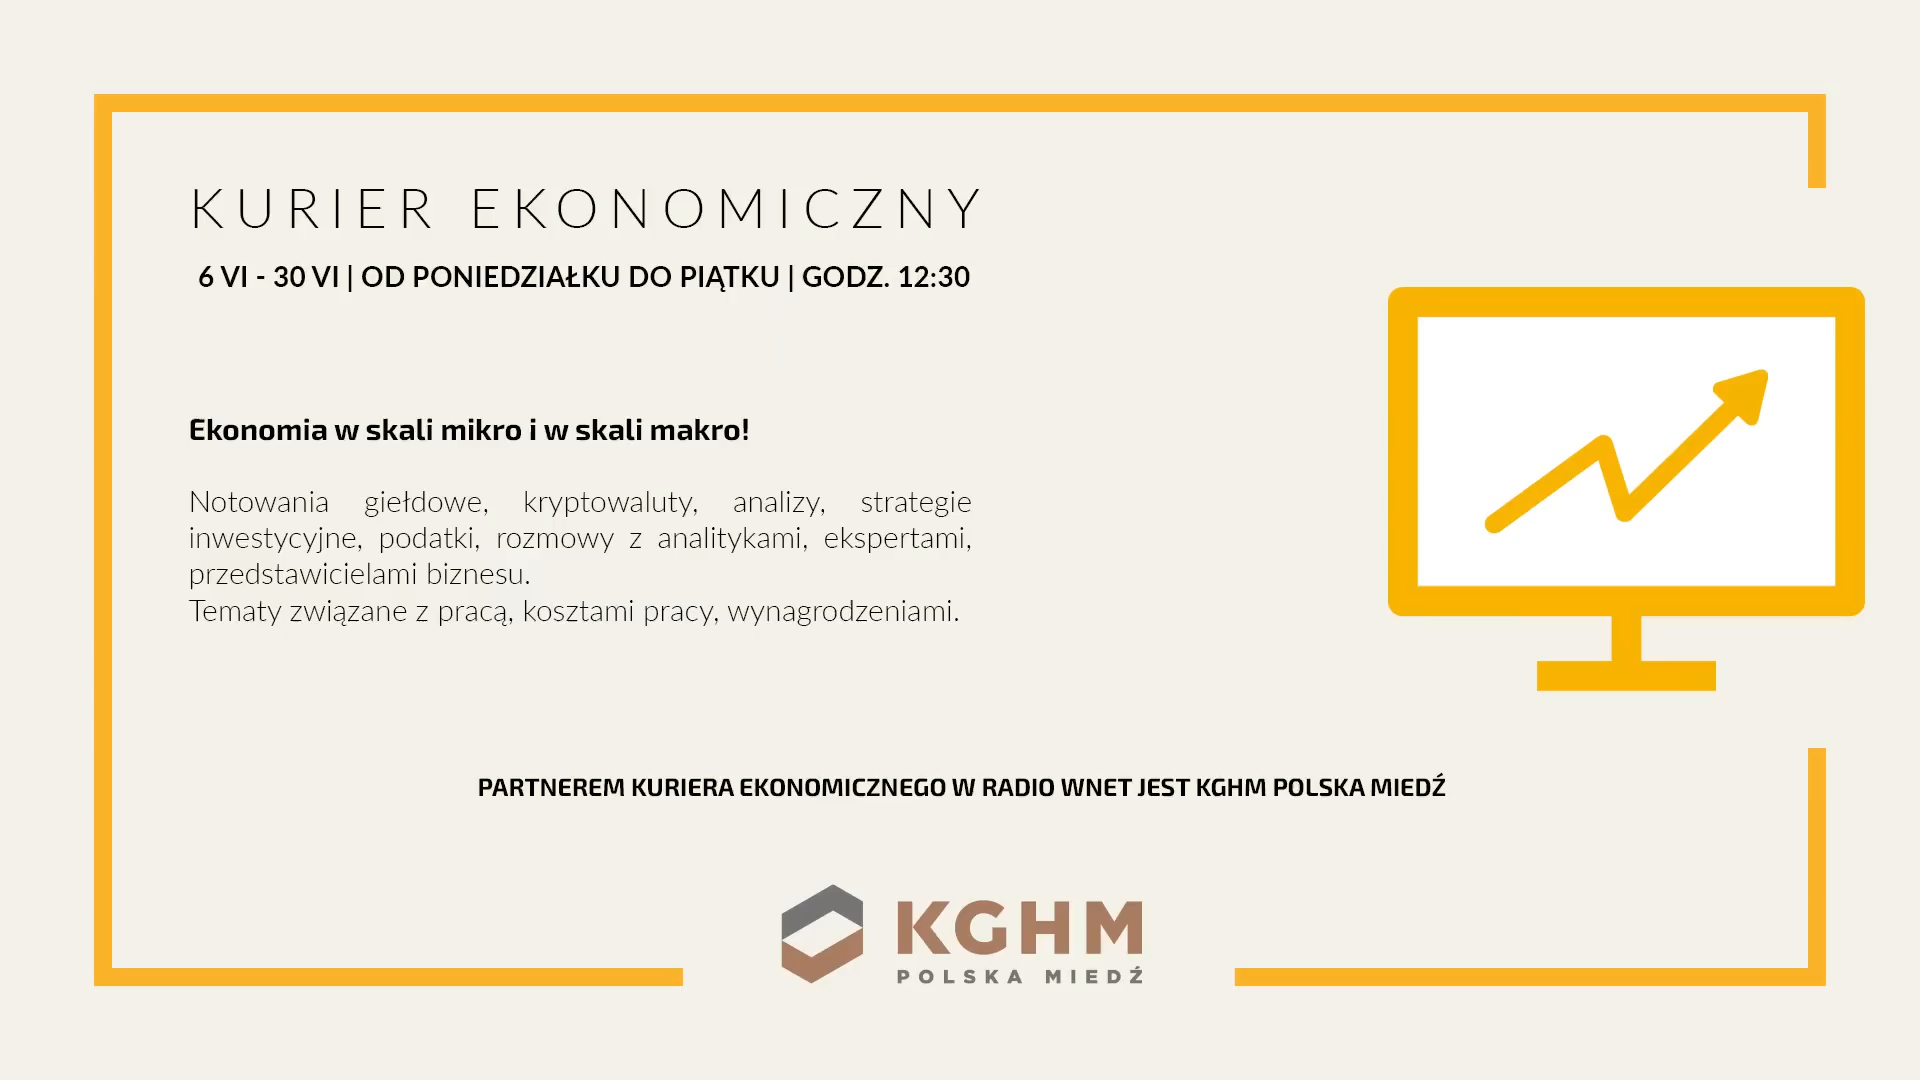 KURIER EKONOMICZNY
6 VI - 30 VI | OD PONIEDZIAŁKU DO PIĄTKU | GODZ. 12:30
Ekonomia w skali mikro i w skali makro!
Notowania giełdowe, kryptowaluty, analizy, strategie
inwestycyjne, podatki, rozmowy z analitykami, ekspertami,
przedstawicielami biznesu.
Tematy związane z pracą, kosztami pracy, wynagrodzeniami.
PARTNEREM KURIERA EKONOMICZNEGO W RADIO WNET JEST KGHM POLSKA MIEDŹ
KGHM
POLSKA MIEDŹ